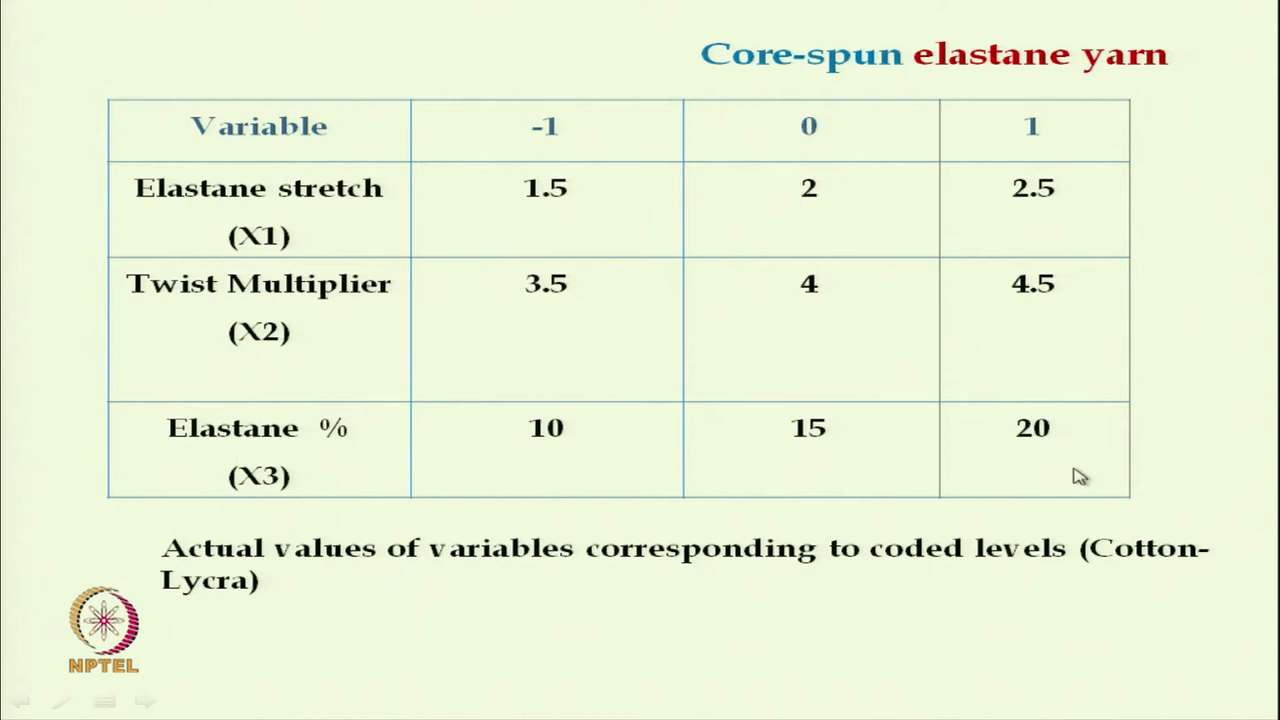 Core-spun elastane yarn
Variable -1 0 1
Elastane stretch 1.5 2 2.5
(X1)
Twist Multiplier 3.5 4 4.5
(X2)
Elastane % 10 15 20
(X3)
Actual values of variables corresponding to coded levels (Cotton-
Lycra)
NPTEL